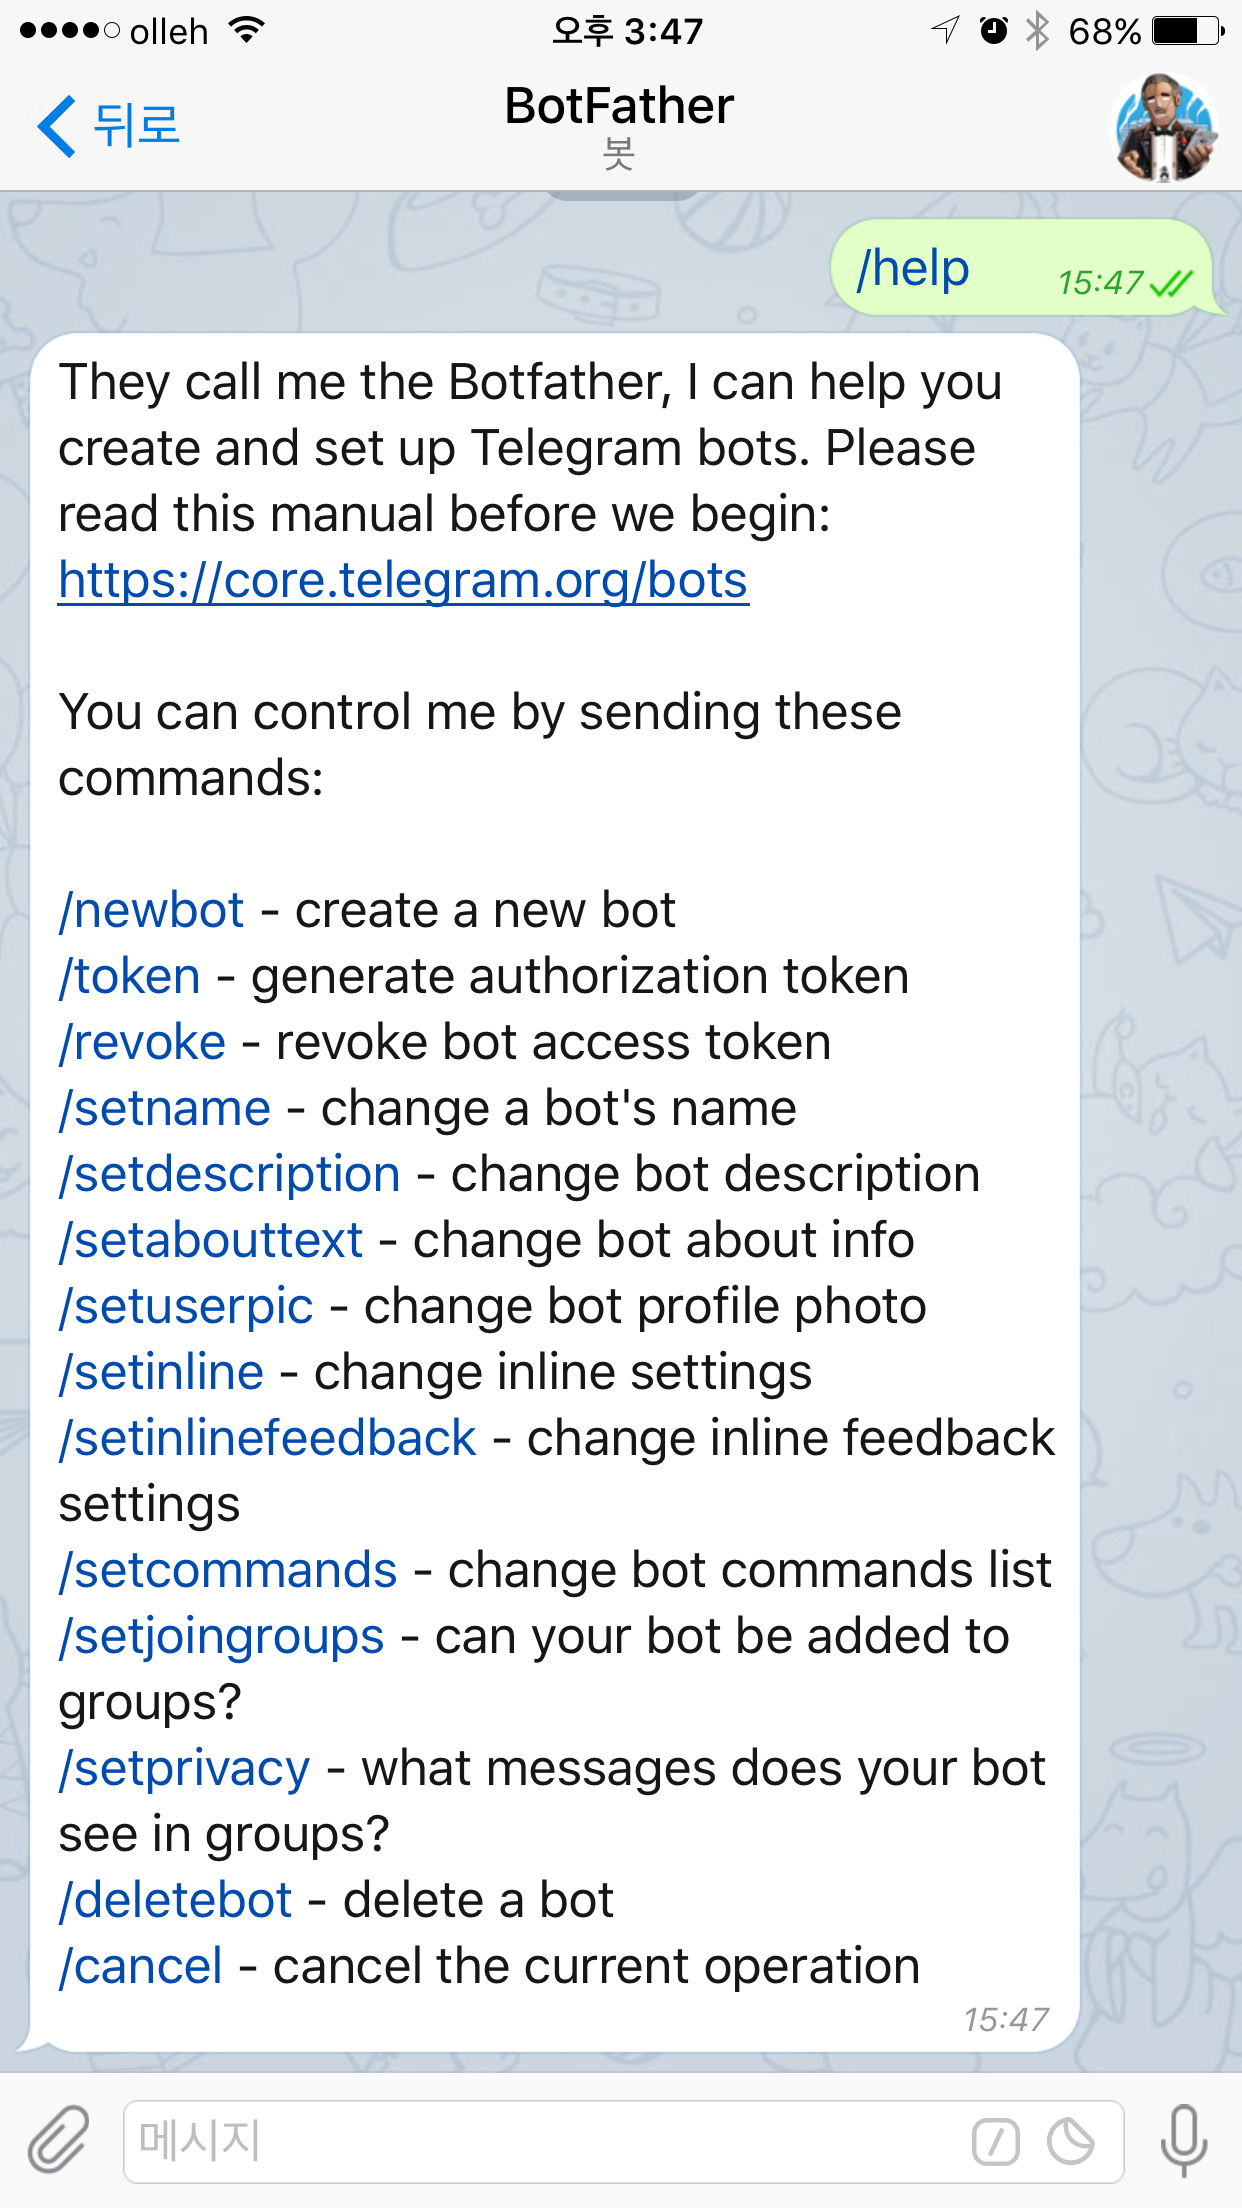 olleh 오후 3:47 68%
뒤로 BotFather
봇
/help 15:47
They call me the Botfather, I can help you
create and set up Telegram bots. Please
read this manual before we begin:
https://core.telegram.org/bots
You can control me by sending these
commands:
/newbot - create a new bot
/token - generate authorization token
/revoke - revoke bot access token
/setname - change a bot's name
/setdescription - change bot description
/setabouttext - change bot about info
/setuserpic - change bot profile photo
/setinline - change inline settings
/setinlinefeedback - change inline feedback
settings
/setcommands - change bot commands list
/setjoingroups - can your bot be added to
groups?
/setprivacy - what messages does your bot
see in groups?
/deletebot - delete a bot
/cancel - cancel the current operation
15:47
메시지